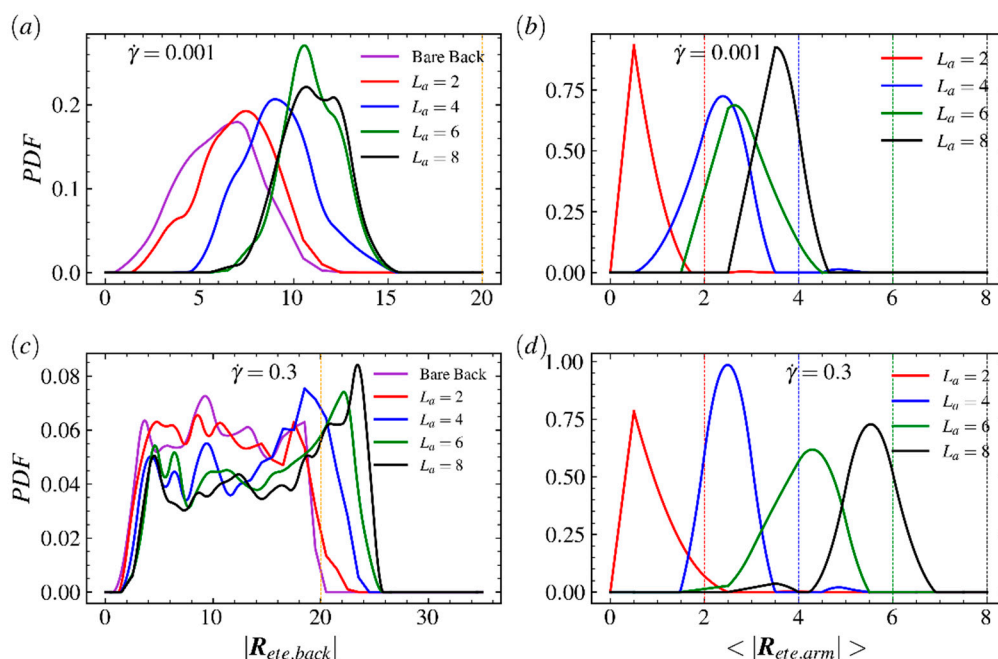 (a)
γ̇ = 0.001
Bare Back
L_a = 2
L_a = 4
L_a = 6
L_a = 8
PDF
0.2
0.1
0.0
0 5 10 15 20
(b)
γ̇ = 0.001
L_a = 2
L_a = 4
L_a = 6
L_a = 8
0.75
0.50
0.25
0.00
0 2 4 6 8
(c)
γ̇ = 0.3
Bare Back
L_a = 2
L_a = 4
L_a = 6
L_a = 8
PDF
0.08
0.06
0.04
0.02
0.00
0 10 20 30
|R_{ete,back}|
(d)
γ̇ = 0.3
L_a = 2
L_a = 4
L_a = 6
L_a = 8
1.00
0.75
0.50
0.25
0.00
0 2 4 6 8
< |R_{ete,arm}| >